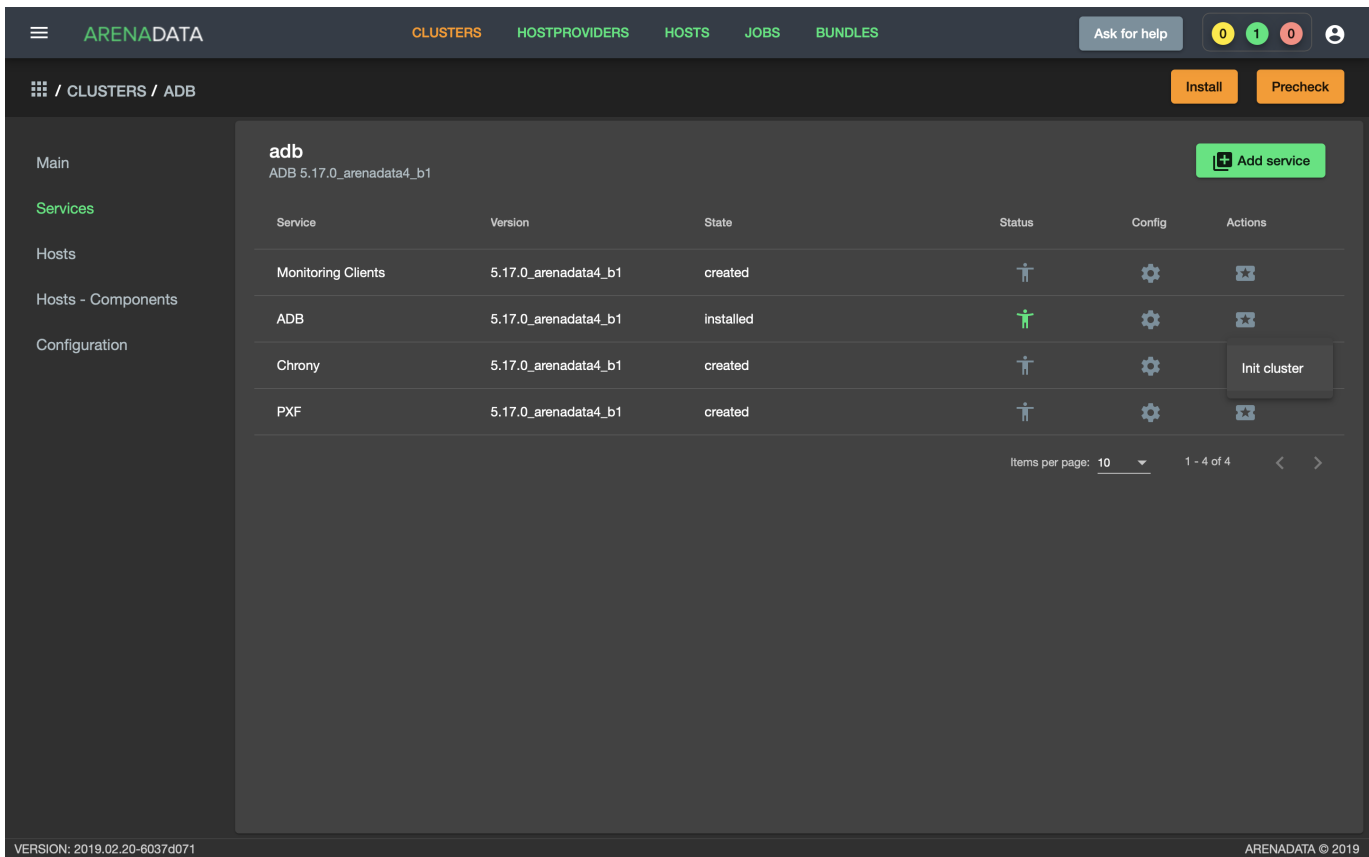 ARENADATA CLUSTERS HOSTPROVIDERS HOSTS JOBS BUNDLES Ask for help 0 1 0
/ CLUSTERS / ADB Install Precheck
Main
Services
Hosts
Hosts - Components
Configuration
adb
ADB 5.17.0_arenadata4_b1
Add service
Service Version State Status Config Actions
Monitoring Clients 5.17.0_arenadata4_b1 created
ADB 5.17.0_arenadata4_b1 installed
Chrony 5.17.0_arenadata4_b1 created
Init cluster
PXF 5.17.0_arenadata4_b1 created
Items per page: 10 1 - 4 of 4
VERSION: 2019.02.20-6037d071 ARENADATA © 2019